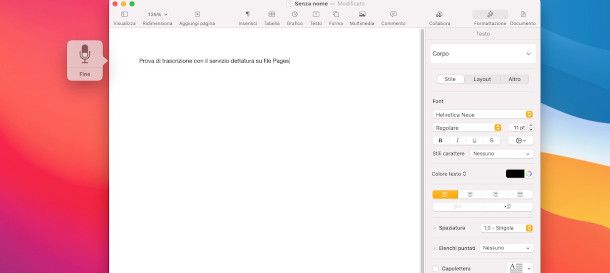 Senza nome — Modificato
125%
Visualizza Ridimensiona Aggiungi pagina Inserisci Tabella Grafico Testo Forma Multimedia Commento Collabora Formattazione Documento
Testo
Corpo
Fine
Prova di trascrizione con il servizio dettatura su file Pages
Stile Layout Altro
Font
Helvetica Neue
Regolare 11 pt
B I U S
Stili carattere Nessuno
Colore testo
Spaziatura 1,0 - Singola
Elenchi puntati Nessuno
Capolettera